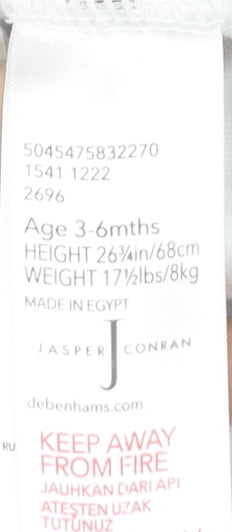 5045475832270
1541 1222
2696
Age 3-6mths
HEIGHT 26¾in/68cm
WEIGHT 17½lbs/8kg
MADE IN EGYPT
JASPER J CONRAN
debenhams.com
RU
KEEP AWAY
FROM FIRE
JAUHKAN DARI API
ATEŞTEN UZAK
TUTUNUZ